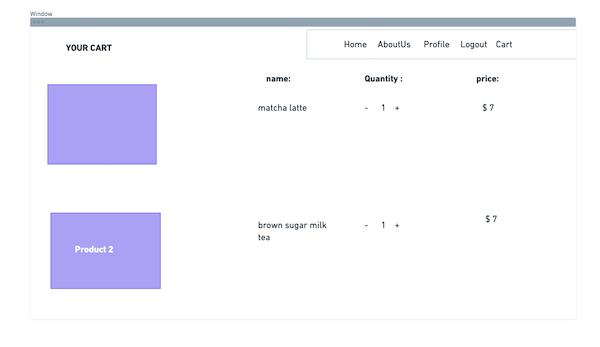 Window
YOUR CART
Home AboutUs Profile Logout Cart
name: Quantity : price:
matcha latte - 1 + $ 7
Product 2
brown sugar milk
tea
- 1 + $ 7